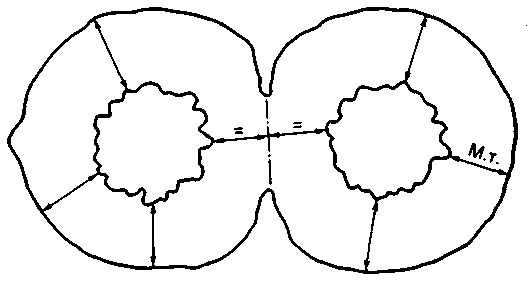 = =
М.т.